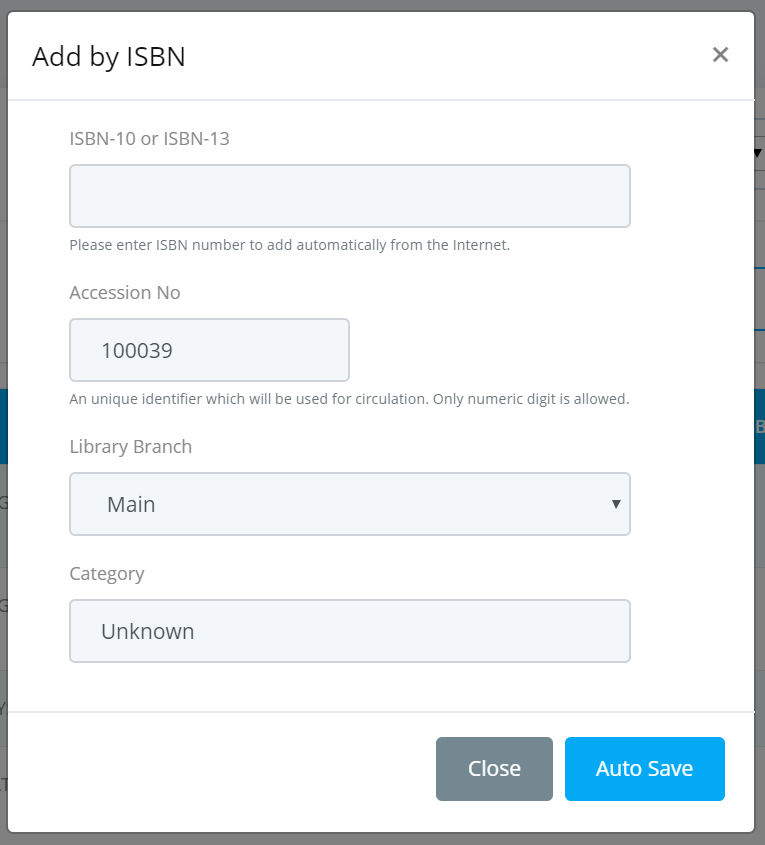 Add by ISBN
×
ISBN-10 or ISBN-13
Please enter ISBN number to add automatically from the Internet.
Accession No
100039
An unique identifier which will be used for circulation. Only numeric digit is allowed.
Library Branch
Main
Category
Unknown
Close
Auto Save